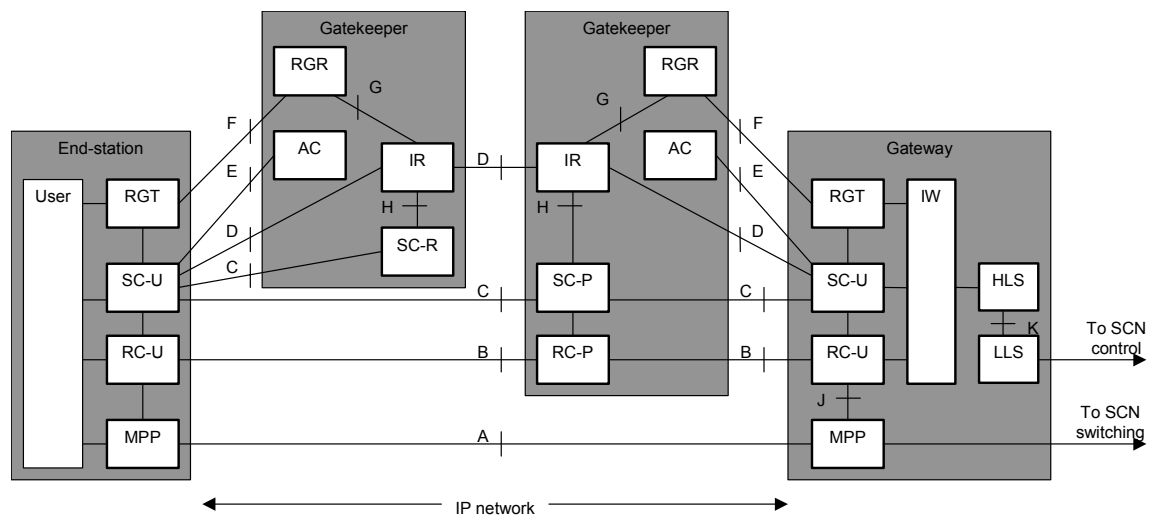 Gatekeeper
Gatekeeper
RGR
RGR
G
G
F
F
End-station
AC
IR
D
IR
AC
Gateway
E
E
User
RGT
RGT
IW
H
H
D
D
SC-R
C
SC-U
SC-P
SC-U
HLS
C
C
K
To SCN
control
RC-U
B
RC-P
B
RC-U
LLS
J
To SCN
switching
MPP
A
MPP
IP network